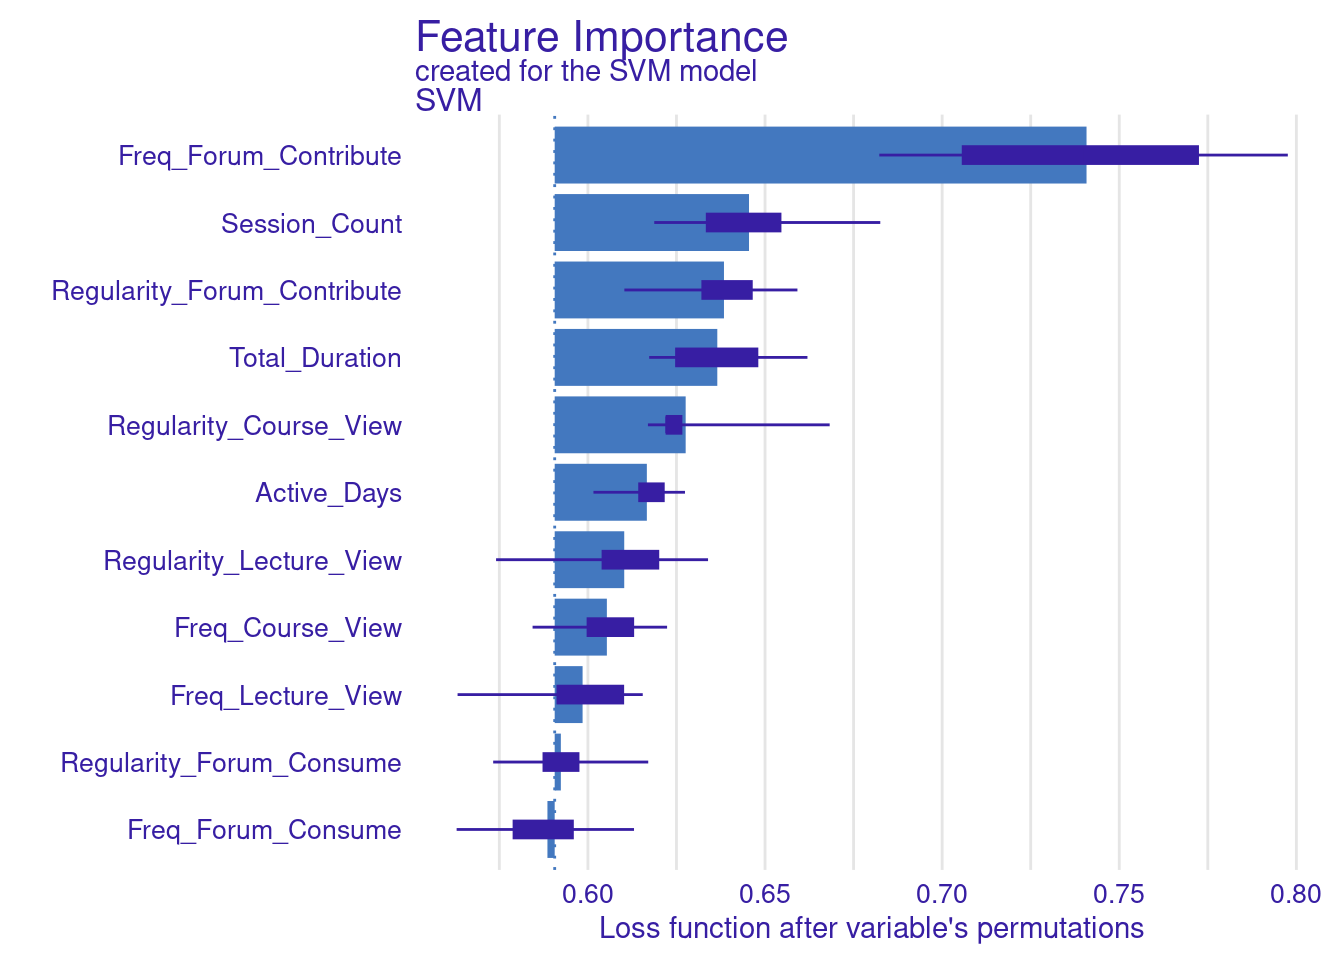 Feature Importance
created for the SVM model
SVM
Freq_Forum_Contribute
Session_Count
Regularity_Forum_Contribute
Total_Duration
Regularity_Course_View
Active_Days
Regularity_Lecture_View
Freq_Course_View
Freq_Lecture_View
Regularity_Forum_Consume
Freq_Forum_Consume
0.60 0.65 0.70 0.75 0.80
Loss function after variable's permutations